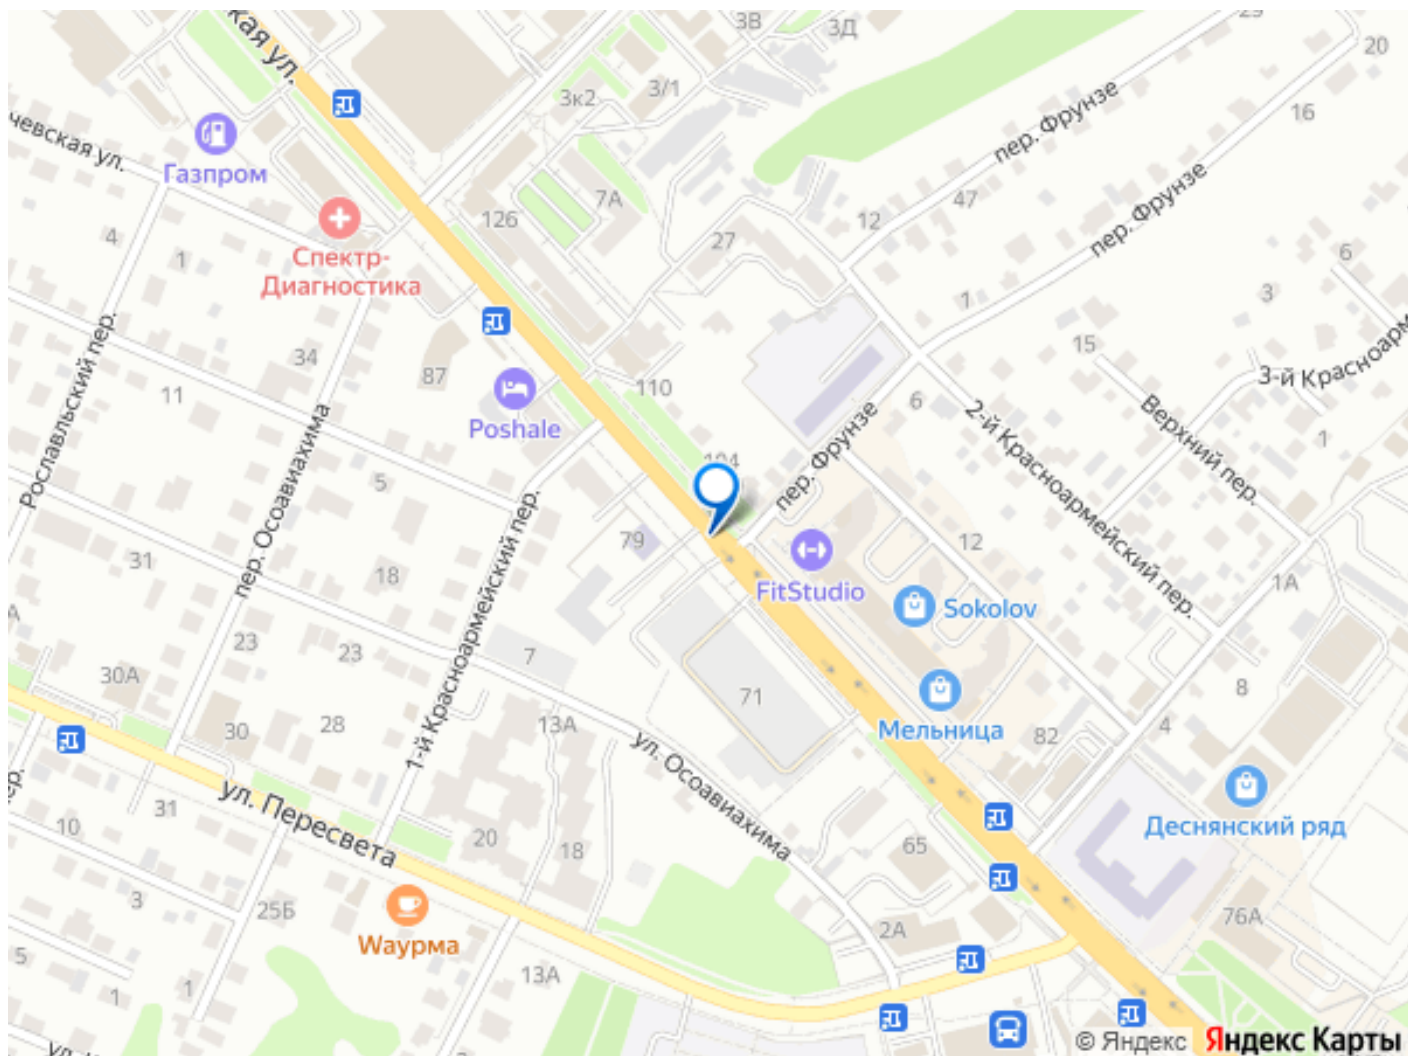 кая ул.
3В
3Д
20
16
3к2
3/1
чевская ул.
Газпром
пер. Фрунзе
7А
126
12
47
пер. Фрунзе
27
4
1
Спектр-
Диагностика
6
3
1
15
3-й Красноарм
Рославльский пер.
34
87
11
110
Poshale
6
Верхний пер.
1
2-й Красноармейский пер.
пер. Осоавиахима
5
пер. Фрунзе
79
31
18
1-й Красноармейский пер.
FitStudio
12
1А
Sokolov
23
23
7
30А
71
8
30
28
13А
Мельница
82
4
ул. Осоавиахима
ул. Пересвета
31
10
20
18
65
Деснянский ряд
3
25Б
Waурма
2А
76А
5
1
1
13А
© Яндекс
Яндекс Карты